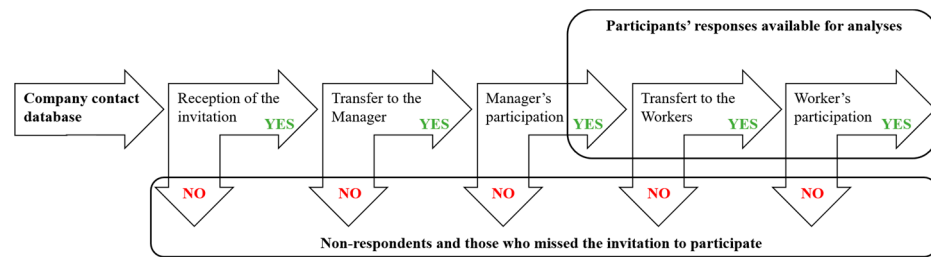 Participants' responses available for analyses
Company contact
database
Reception of the
invitation
YES
Transfer to the
Manager
YES
Manager's
participation
YES
Transfert to the
Workers
YES
Worker's
participation
YES
NO
NO
NO
NO
NO
Non-respondents and those who missed the invitation to participate